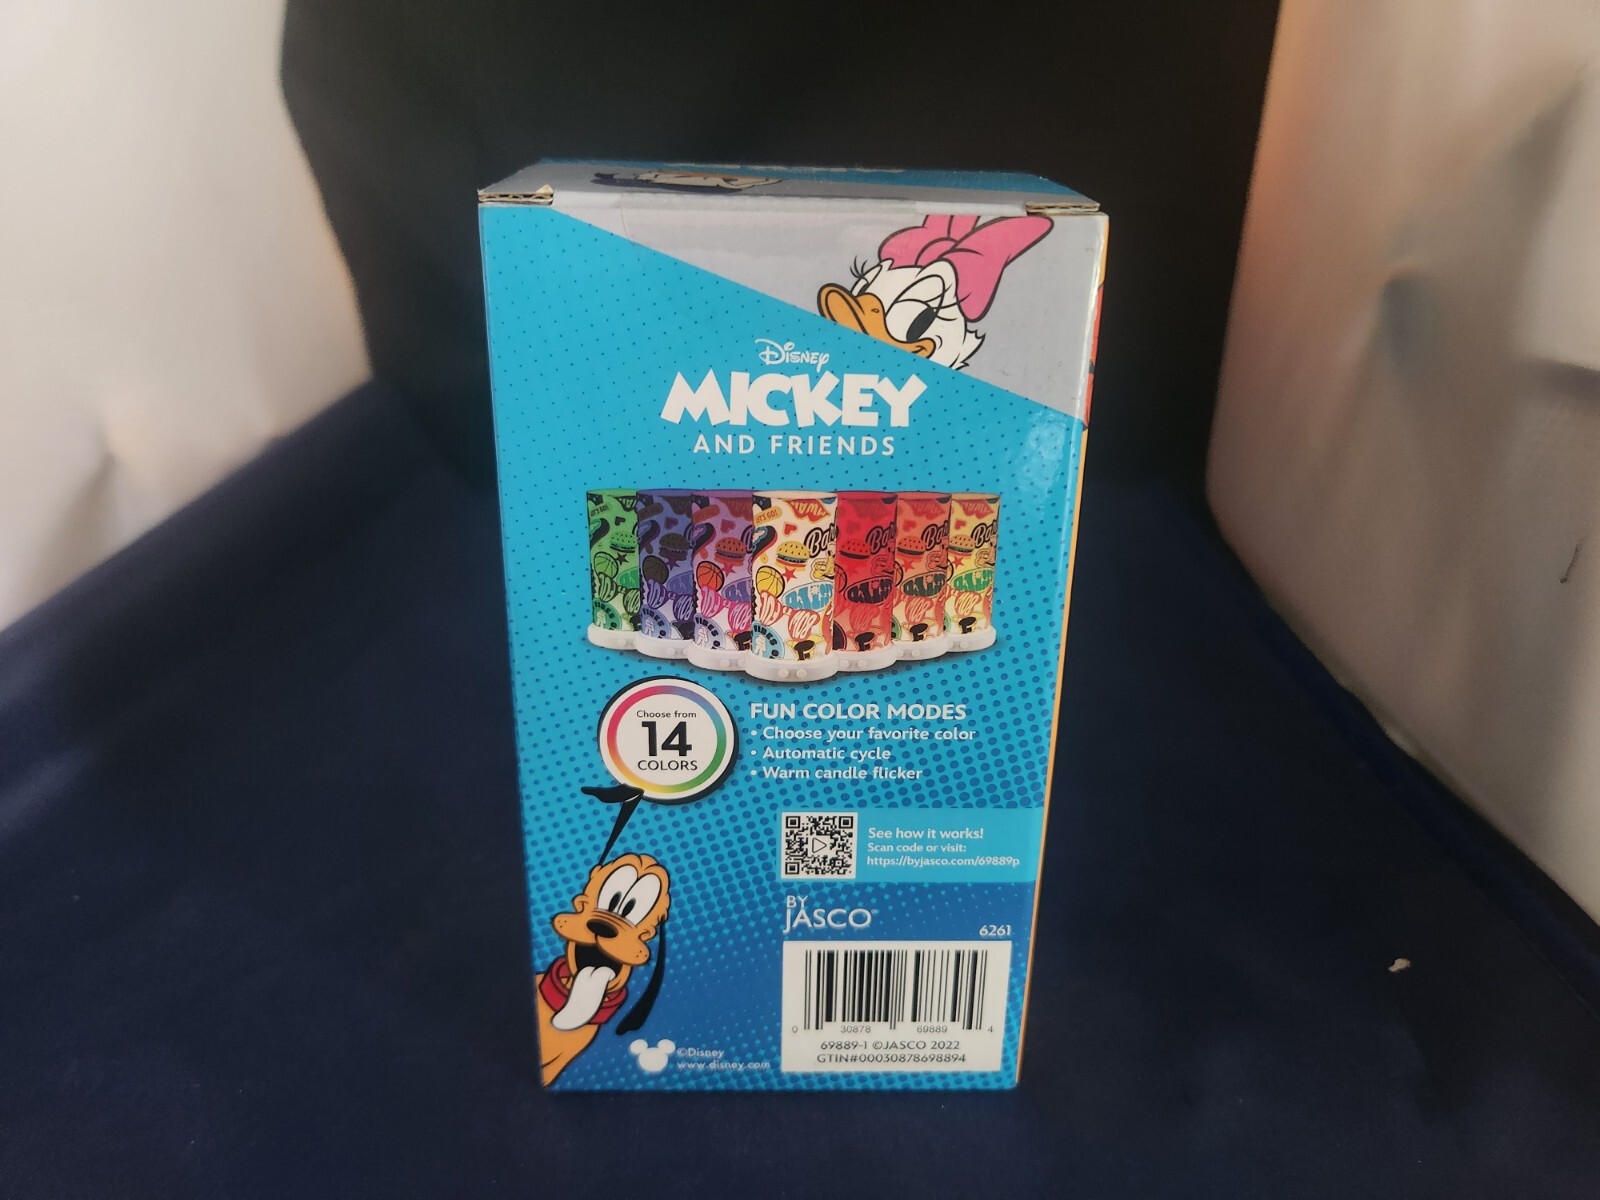 Disney
MICKEY
AND FRIENDS
Choose from
14
COLORS
FUN COLOR MODES
• Choose your favorite color
• Automatic cycle
• Warm candle flicker
See how it works!
Scan code or visit:
https://byjasco.com/69889p
BY
JASCO
6261
0 30878 69889 4
69889-1 ©JASCO 2022
GTIN#00030878698894
©Disney
www.disney.com